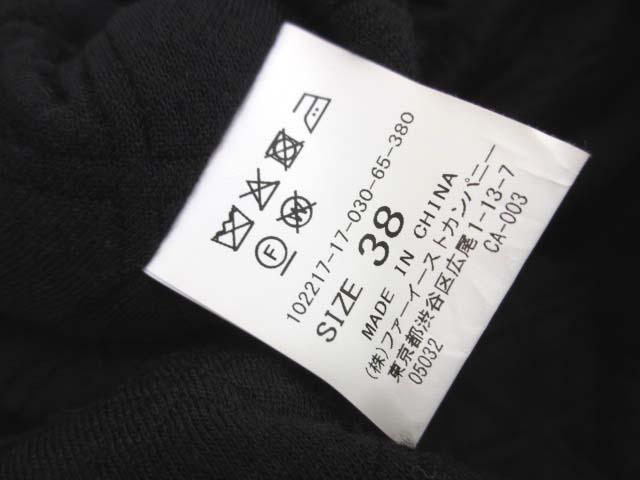 F W
102217-17-030-65-380
SIZE 38
MADE IN CHINA
(株)ファーイーストカンパニー
東京都渋谷区広尾1-13-7
05032 CA-003